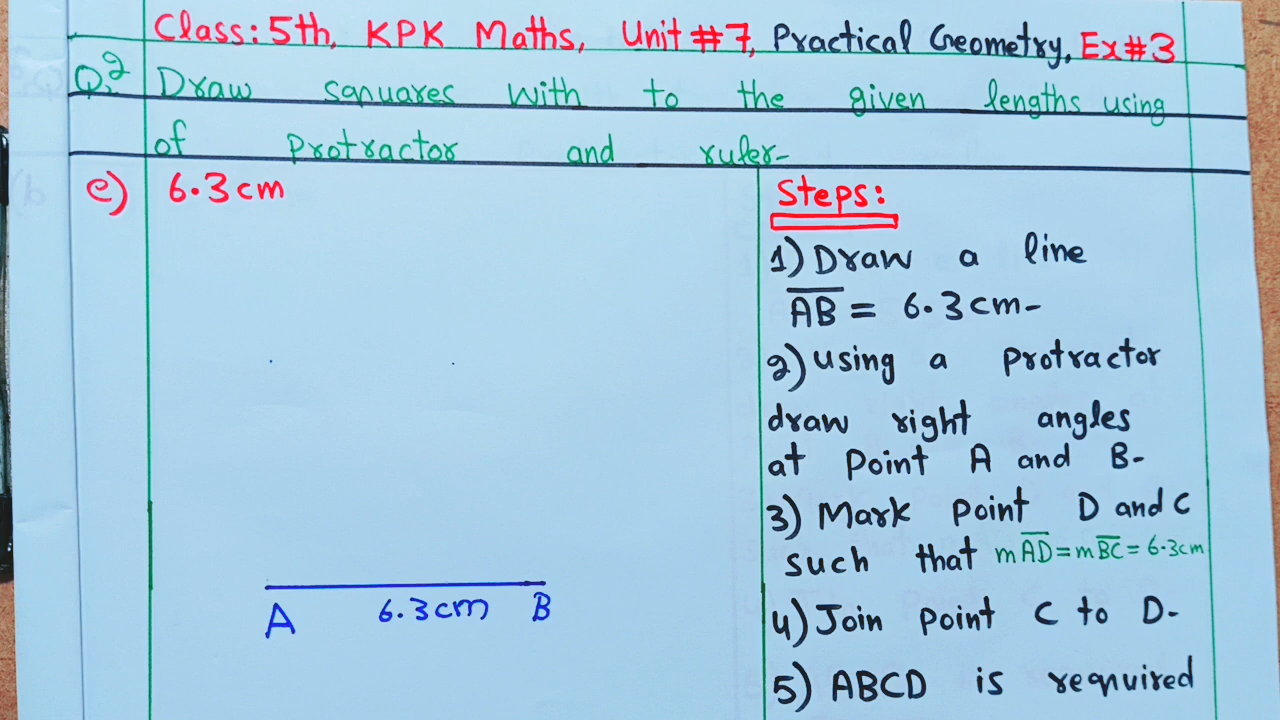 Class: 5th, KPK Maths, Unit #7, Practical Geometry, Ex#3
Q2 Draw sqnuares with to the given lengths using
of Protractor and ruler-
e) 6.3cm
Steps:
1) Draw a line
AB = 6.3cm-
2) using a protractor
draw right angles
at Point A and B-
3) Mark Point D and C
such that mAD=mBC=6.3cm
4) Join Point C to D-
5) ABCD is reqnuired
A 6.3cm B